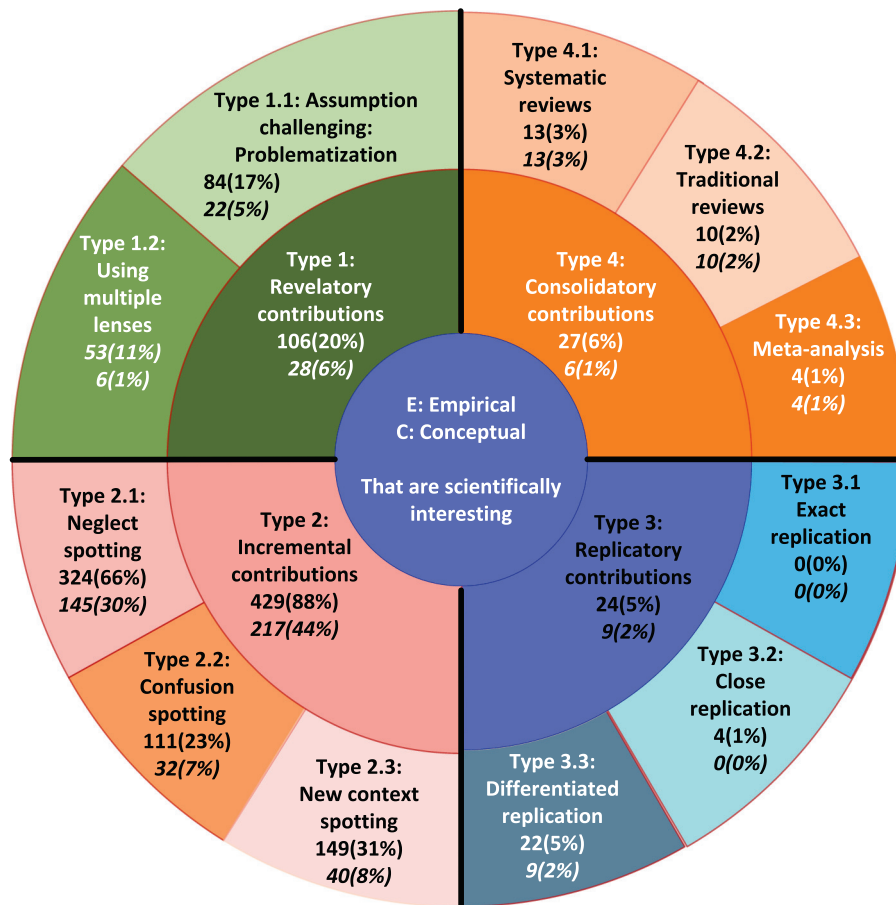 Type 1.1: Assumption
challenging:
Problematization
84(17%)
22(5%)
Type 1.2:
Using
multiple
lenses
53(11%)
6(1%)
Type 1:
Revelatory
contributions
106(20%)
28(6%)
Type 4.1:
Systematic
reviews
13(3%)
13(3%)
Type 4.2:
Traditional
reviews
10(2%)
10(2%)
Type 4.3:
Meta-analysis
4(1%)
4(1%)
Type 4:
Consolidatory
contributions
27(6%)
6(1%)
E: Empirical
C: Conceptual
That are scientifically
interesting
Type 2.1:
Neglect
spotting
324(66%)
145(30%)
Type 2:
Incremental
contributions
429(88%)
217(44%)
Type 2.2:
Confusion
spotting
111(23%)
32(7%)
Type 2.3:
New context
spotting
149(31%)
40(8%)
Type 3:
Replicatory
contributions
24(5%)
9(2%)
Type 3.1
Exact
replication
0(0%)
0(0%)
Type 3.2:
Close
replication
4(1%)
0(0%)
Type 3.3:
Differentiated
replication
22(5%)
9(2%)